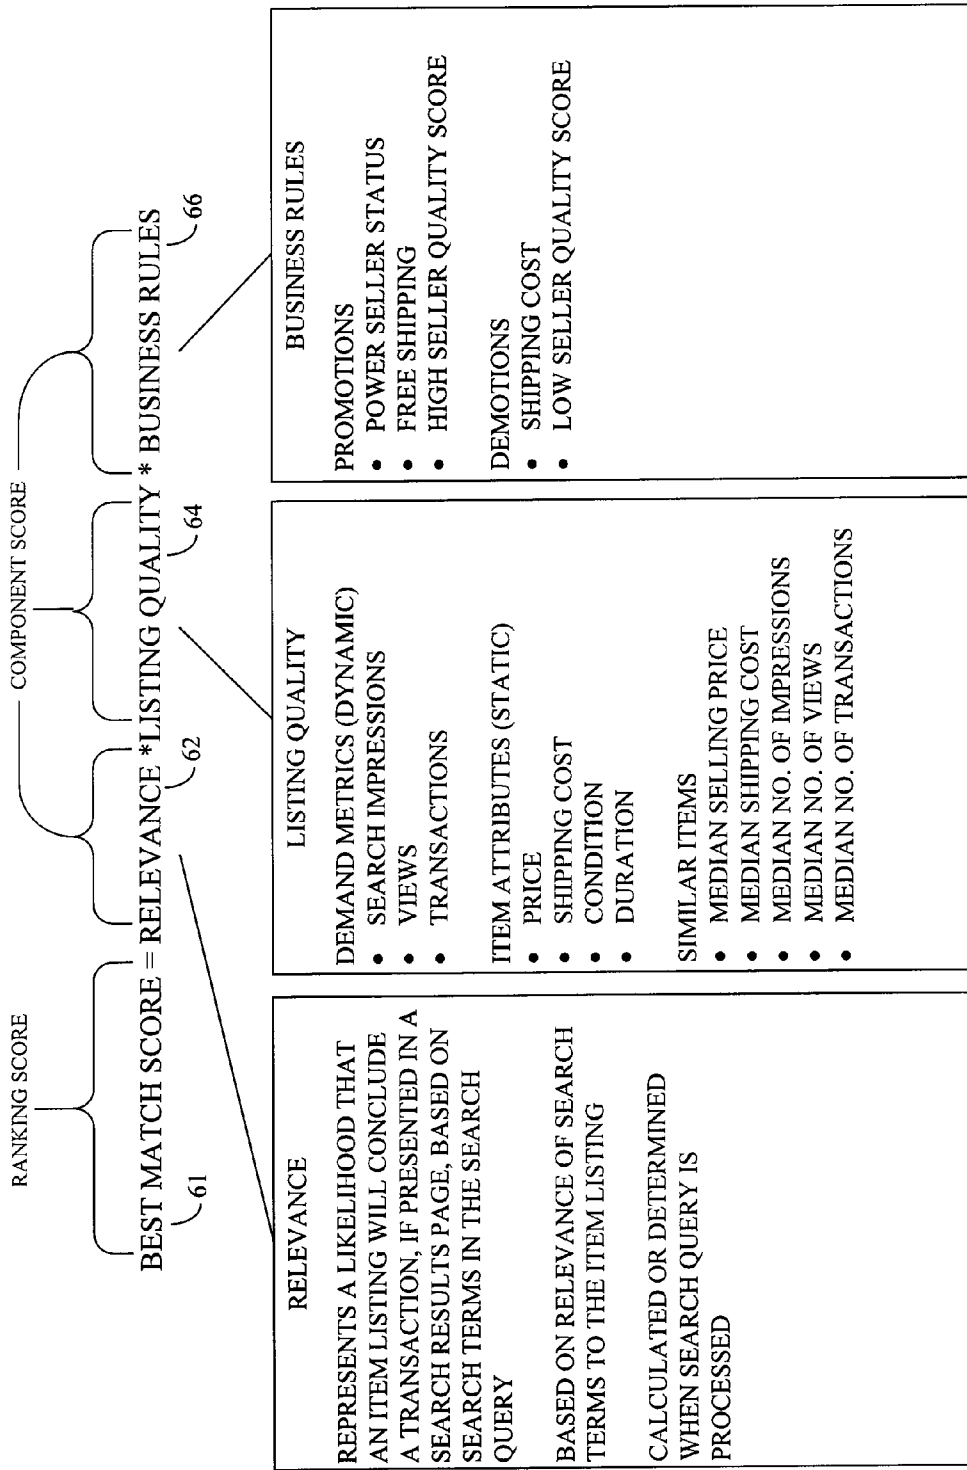 RANKING SCORE
COMPONENT SCORE
BEST MATCH SCORE = RELEVANCE *LISTING QUALITY * BUSINESS RULES
61
62
64
66
RELEVANCE
REPRESENTS A LIKELIHOOD THAT
AN ITEM LISTING WILL CONCLUDE
A TRANSACTION, IF PRESENTED IN A
SEARCH RESULTS PAGE, BASED ON
SEARCH TERMS IN THE SEARCH
QUERY
BASED ON RELEVANCE OF SEARCH
TERMS TO THE ITEM LISTING
CALCULATED OR DETERMINED
WHEN SEARCH QUERY IS
PROCESSED
LISTING QUALITY
DEMAND METRICS (DYNAMIC)
• SEARCH IMPRESSIONS
• VIEWS
• TRANSACTIONS
ITEM ATTRIBUTES (STATIC)
• PRICE
• SHIPPING COST
• CONDITION
• DURATION
SIMILAR ITEMS
• MEDIAN SELLING PRICE
• MEDIAN SHIPPING COST
• MEDIAN NO. OF IMPRESSIONS
• MEDIAN NO. OF VIEWS
• MEDIAN NO. OF TRANSACTIONS
BUSINESS RULES
PROMOTIONS
• POWER SELLER STATUS
• FREE SHIPPING
• HIGH SELLER QUALITY SCORE
DEMOTIONS
• SHIPPING COST
• LOW SELLER QUALITY SCORE